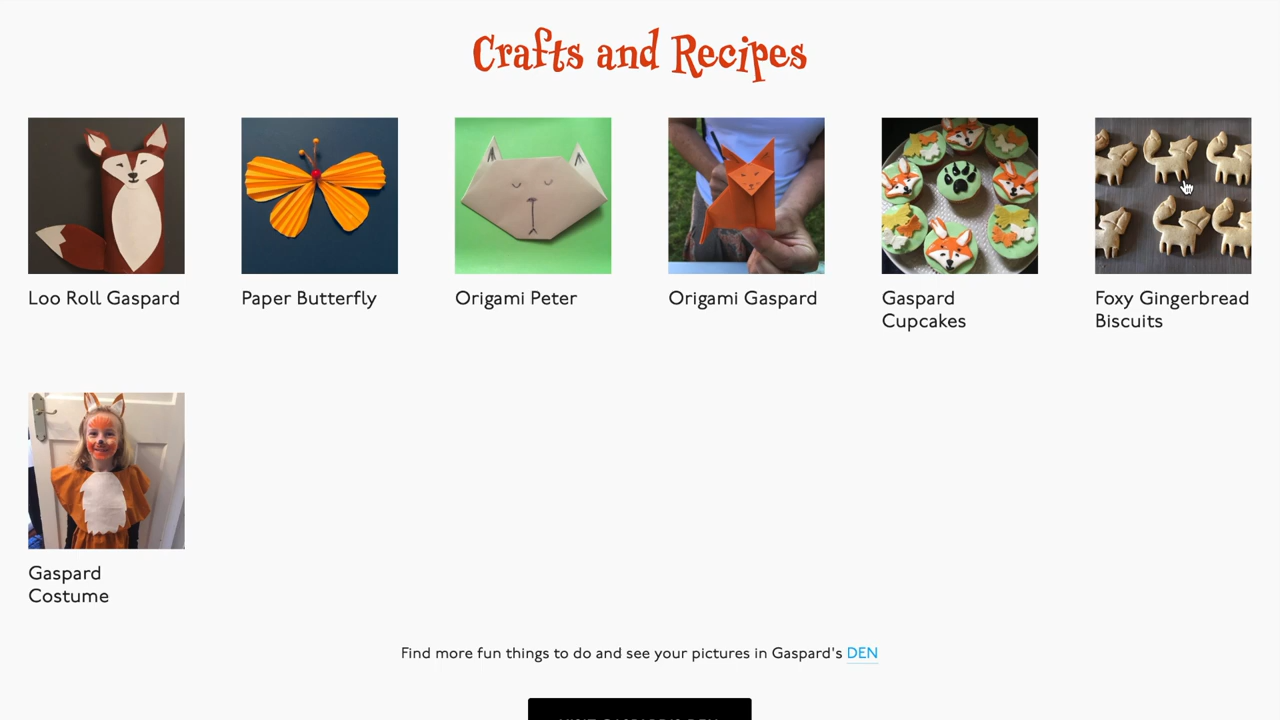 Crafts and Recipes
Loo Roll Gaspard
Paper Butterfly
Origami Peter
Origami Gaspard
Gaspard
Cupcakes
Foxy Gingerbread
Biscuits
Gaspard
Costume
Find more fun things to do and see your pictures in Gaspard's DEN